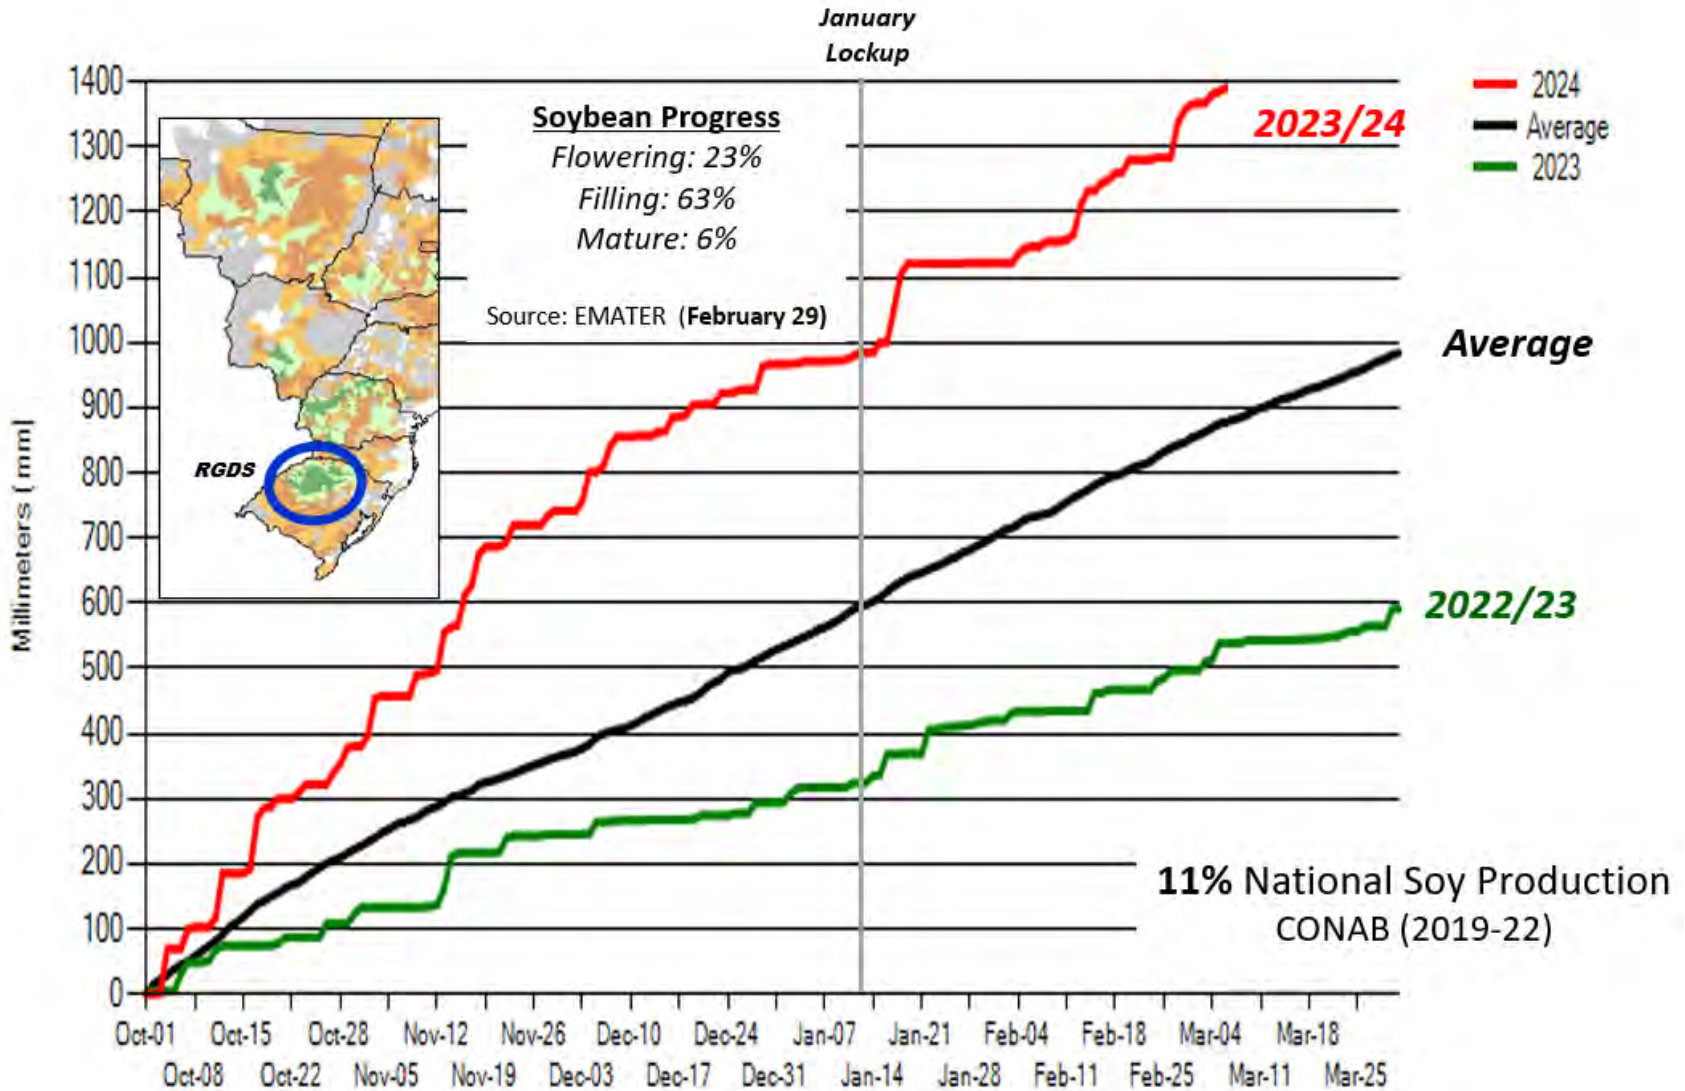 January
Lockup
1400
1300
1200
1100
1000
900
800
700
600
500
400
300
200
100
0
Millimeters ( mm)
Soybean Progress
Flowering: 23%
Filling: 63%
Mature: 6%
Source: EMATER (February 29)
RGDS
2023/24
2024
Average
2023
Average
2022/23
11% National Soy Production
CONAB (2019-22)
Oct-01 Oct-15 Oct-28 Nov-12 Nov-26 Dec-10 Dec-24 Jan-07 Jan-21 Feb-04 Feb-18 Mar-04 Mar-18
Oct-08 Oct-22 Nov-05 Nov-19 Dec-03 Dec-17 Dec-31 Jan-14 Jan-28 Feb-11 Feb-25 Mar-11 Mar-25